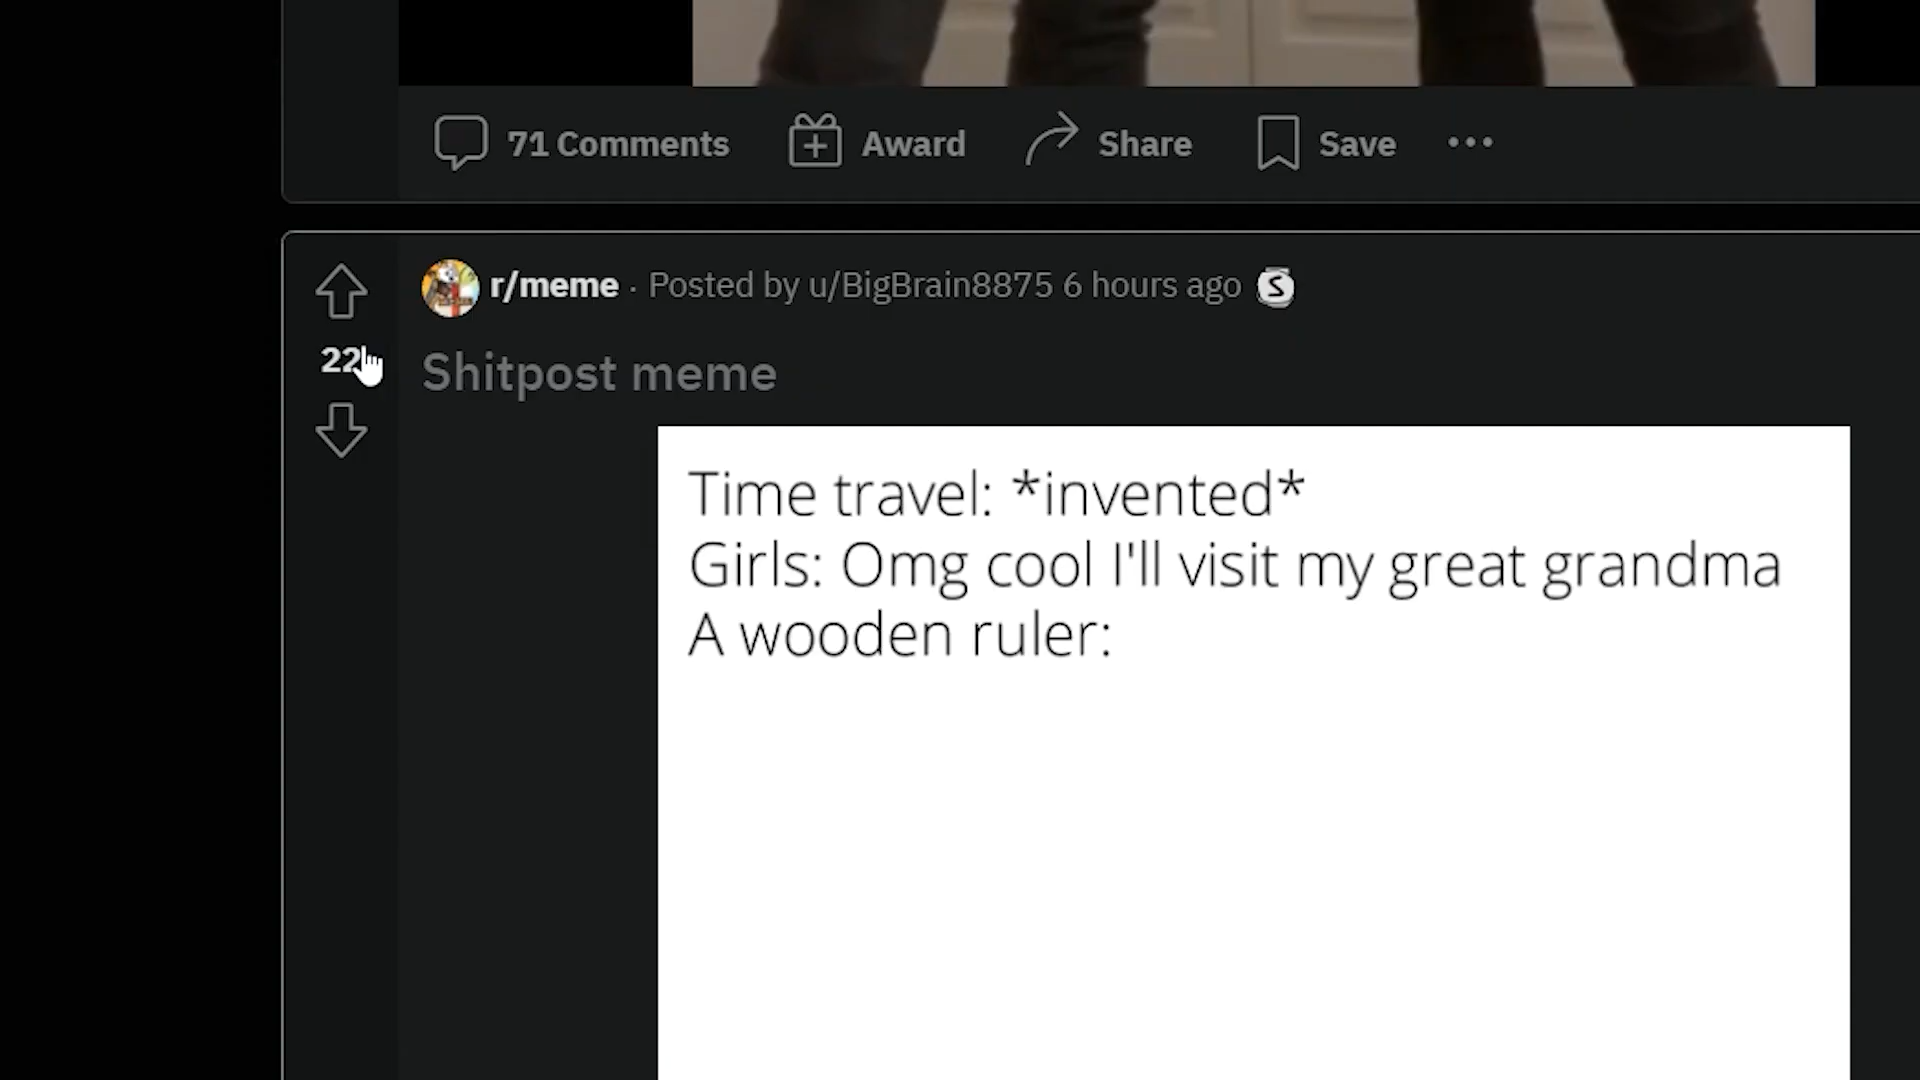 71 Comments Award Share Save
r/meme · Posted by u/BigBrain8875 6 hours ago
22
Shitpost meme
Time travel: *invented*
Girls: Omg cool I'll visit my great grandma
A wooden ruler: